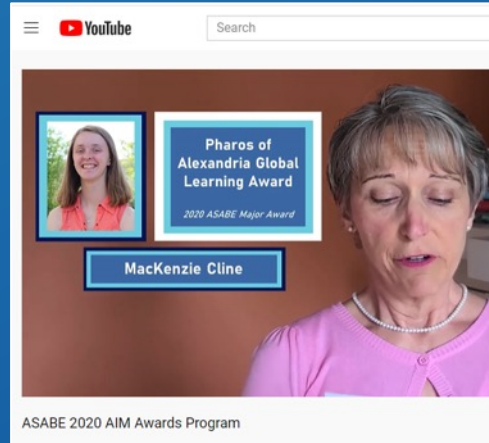 YouTube
Search
Pharos of
Alexandria Global
Learning Award
2020 ASABE Major Award
MacKenzie Cline
ASABE 2020 AIM Awards Program